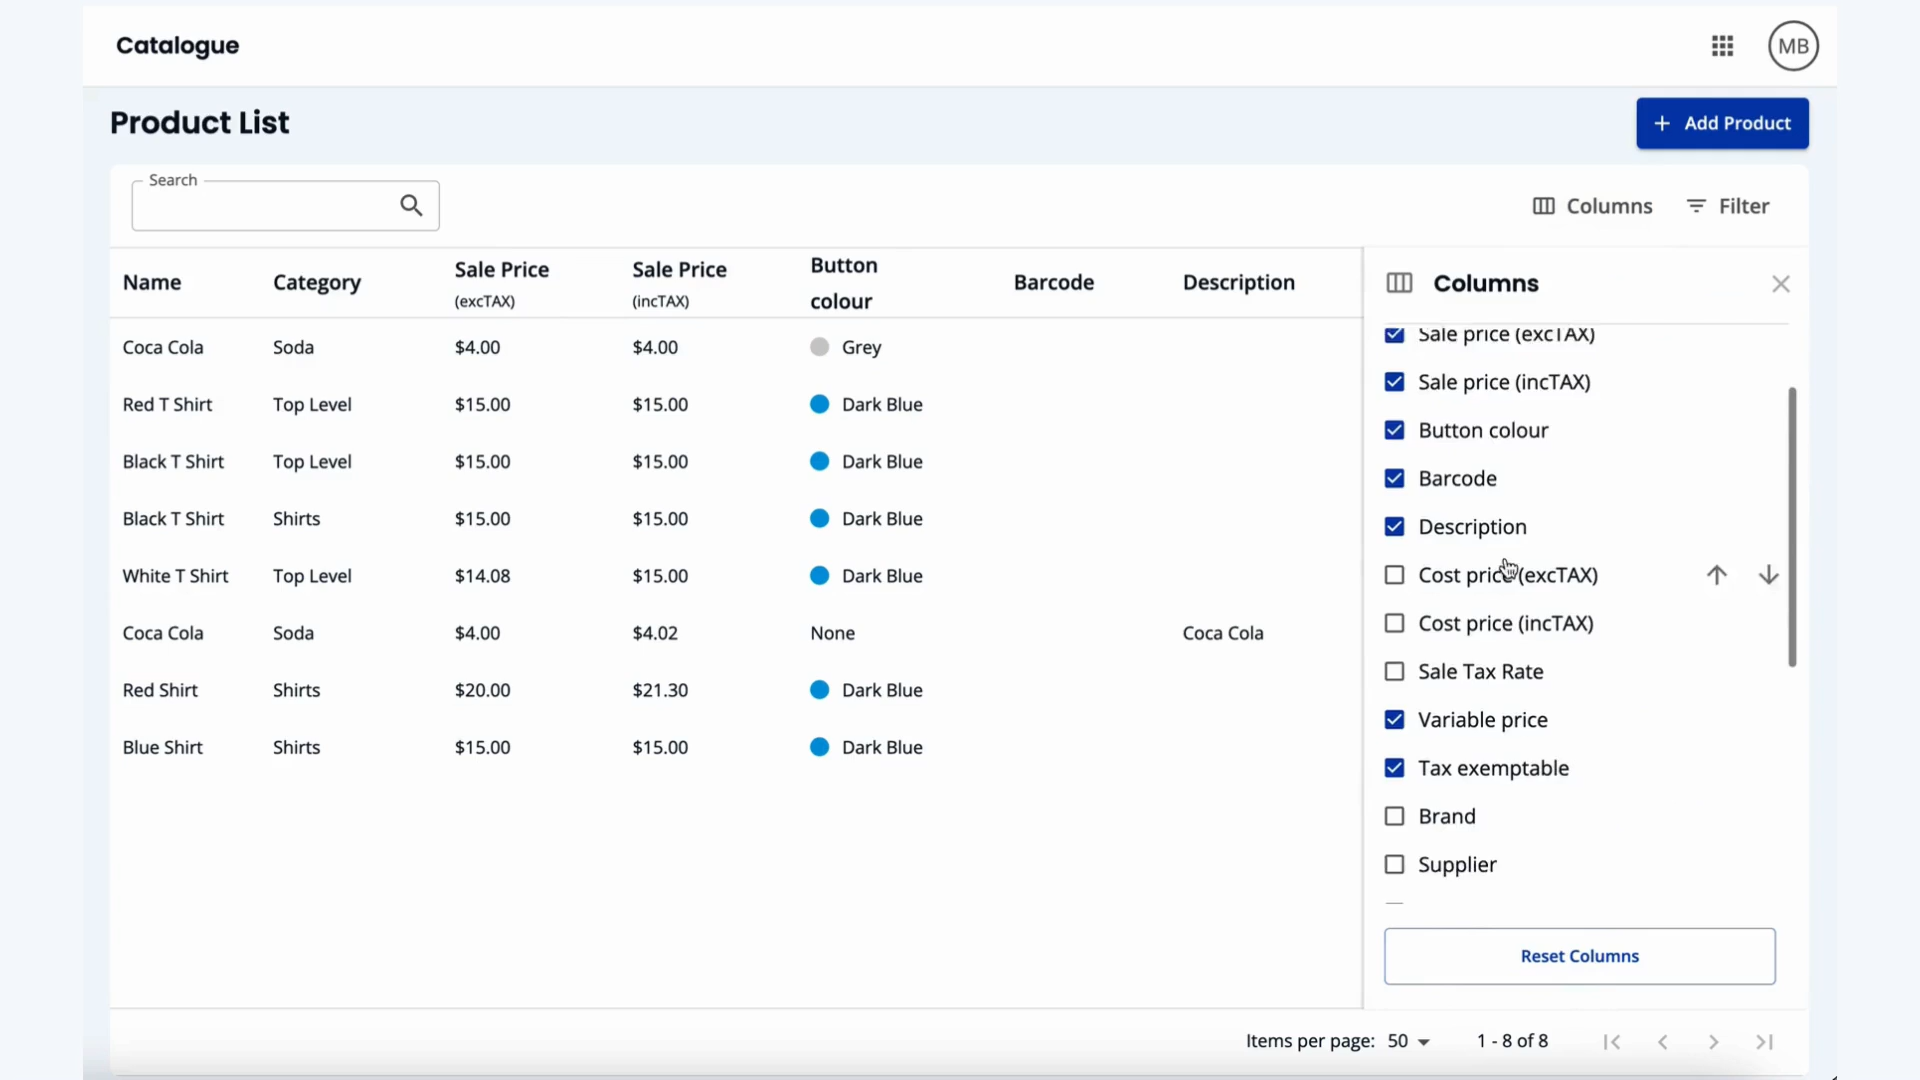 Catalogue
MB
Product List
+ Add Product
Search
Columns
Filter
Name Category Sale Price (excTAX) Sale Price (incTAX) Button colour Barcode Description
Coca Cola Soda $4.00 $4.00 Grey
Red T Shirt Top Level $15.00 $15.00 Dark Blue
Black T Shirt Top Level $15.00 $15.00 Dark Blue
Black T Shirt Shirts $15.00 $15.00 Dark Blue
White T Shirt Top Level $14.08 $15.00 Dark Blue
Coca Cola Soda $4.00 $4.02 None Coca Cola
Red Shirt Shirts $20.00 $21.30 Dark Blue
Blue Shirt Shirts $15.00 $15.00 Dark Blue
Columns
Sale price (excTAX)
Sale price (incTAX)
Button colour
Barcode
Description
Cost price (excTAX)
Cost price (incTAX)
Sale Tax Rate
Variable price
Tax exemptable
Brand
Supplier
Reset Columns
Items per page: 50 1 - 8 of 8